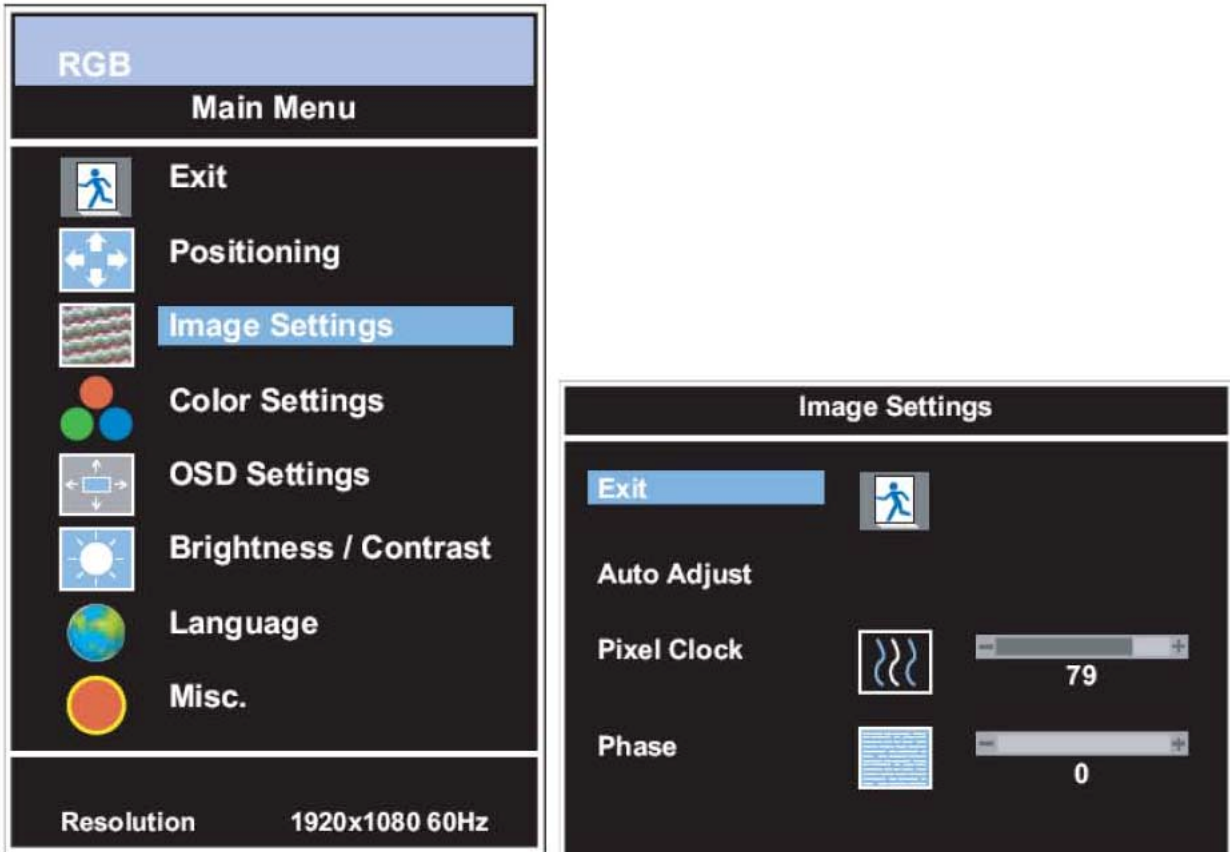 RGB
Main Menu
Exit
Positioning
Image Settings
Color Settings
OSD Settings
Brightness / Contrast
Language
Misc.
Resolution 1920x1080 60Hz
Image Settings
Exit
Auto Adjust
Pixel Clock
79
Phase
0